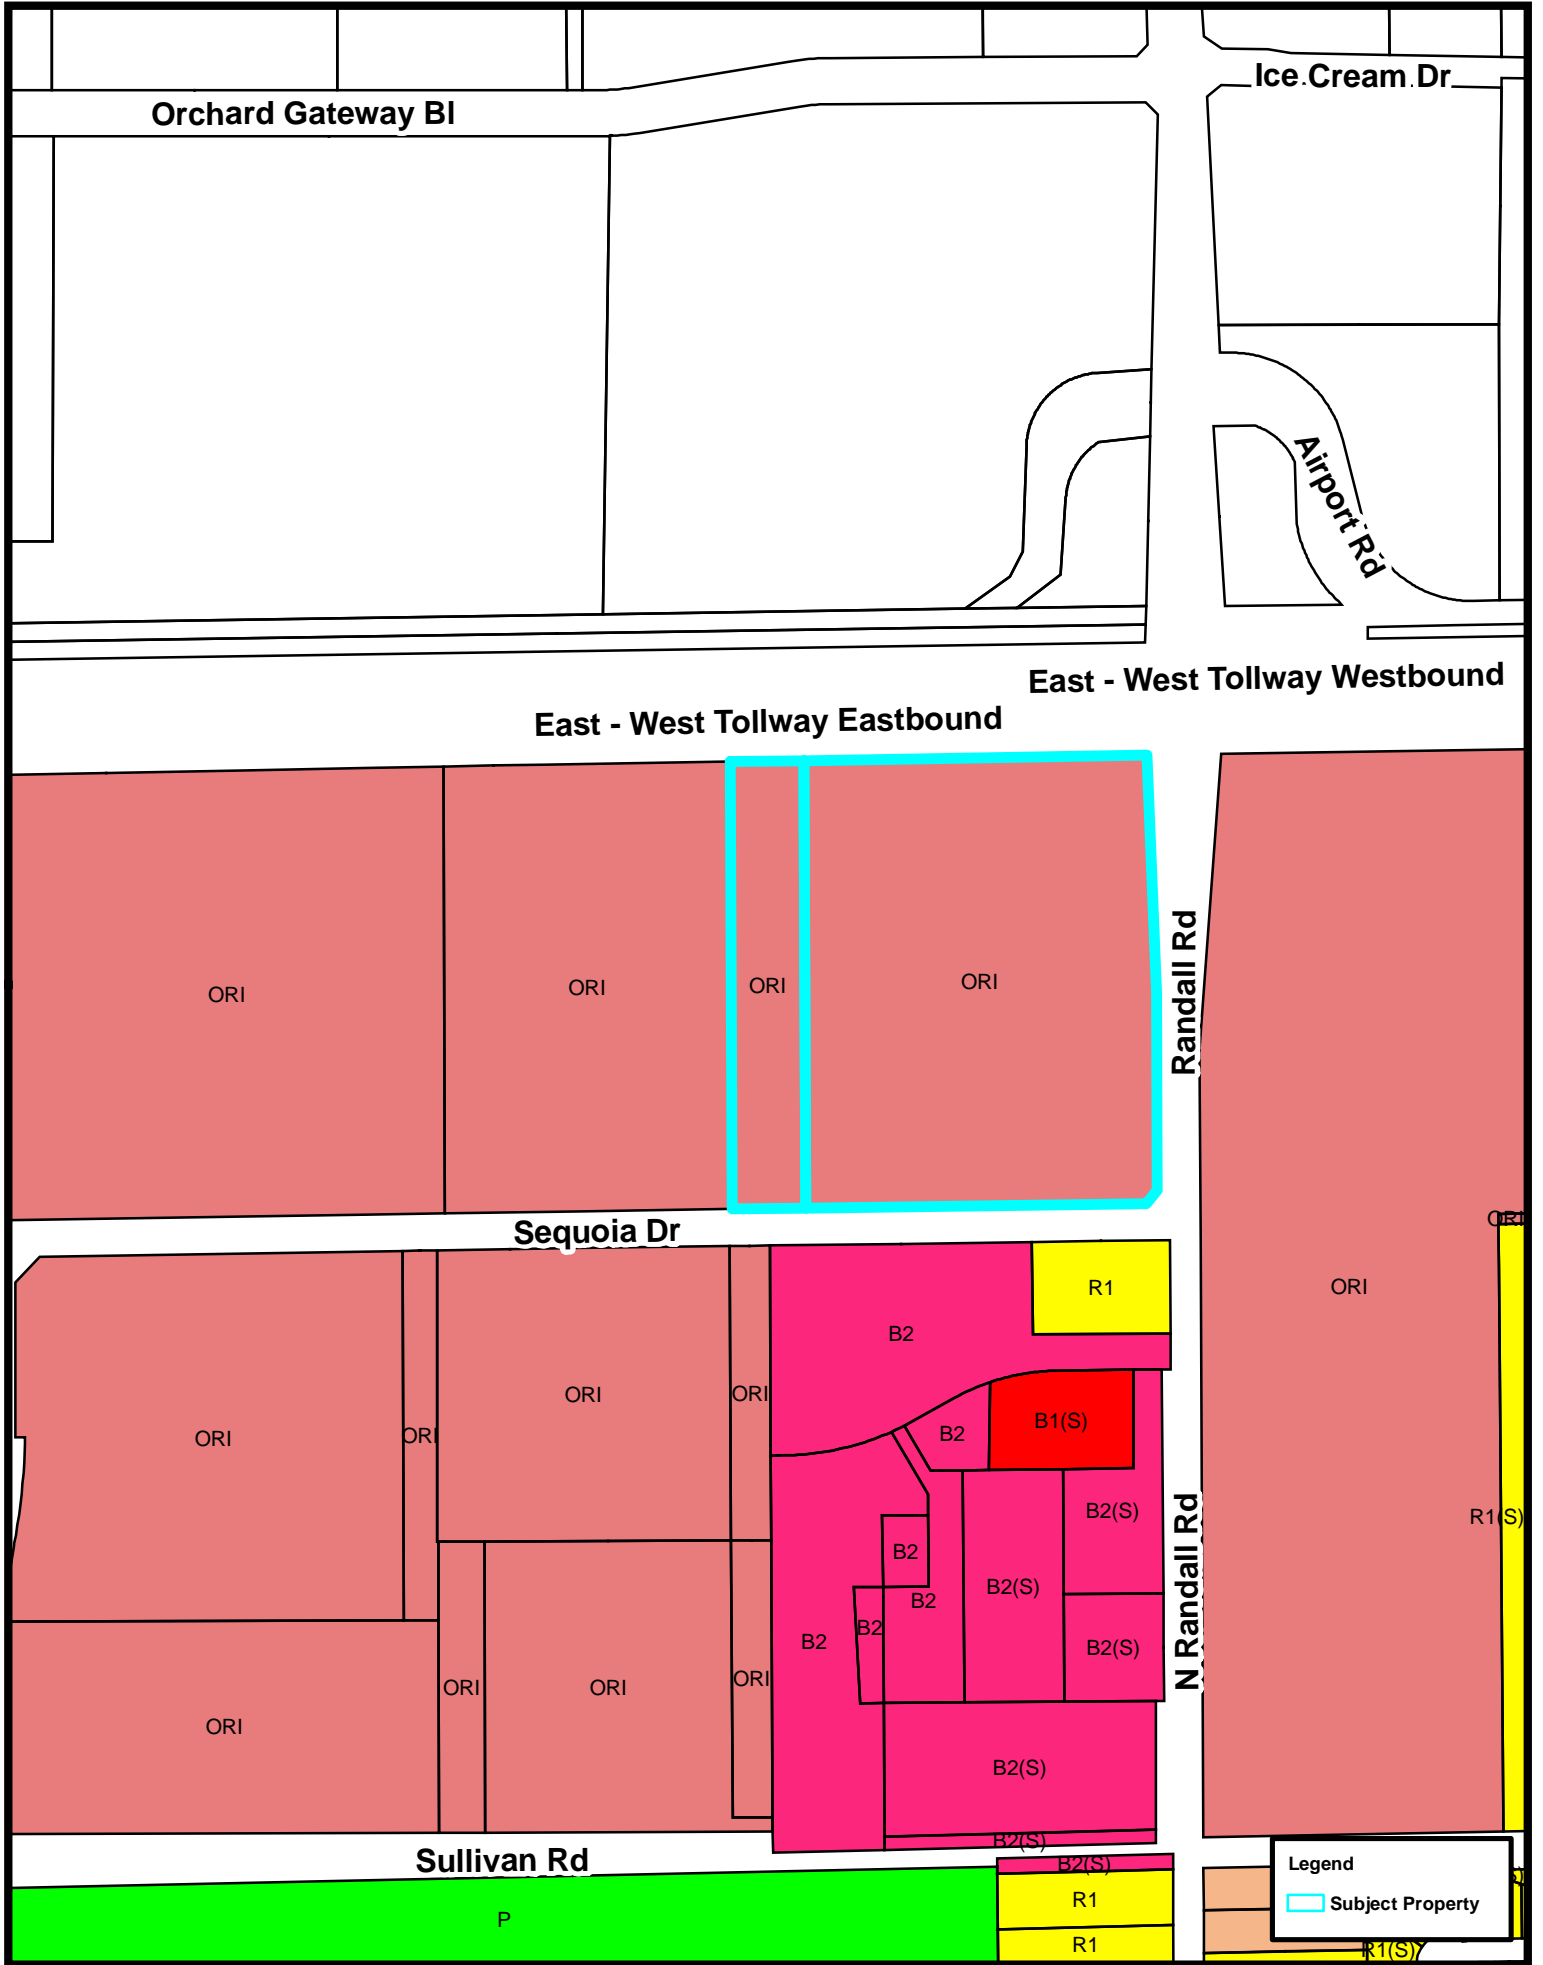 Ice Cream Dr
Orchard Gateway Bl
Airport Rd
East - West Tollway Westbound
East - West Tollway Eastbound
ORI
ORI
ORI
ORI
Randall Rd
Sequoia Dr
ORI
R1
ORI
B2
ORI
ORI
B1(S)
B2
ORI
ORI
B2(S)
R1(S)
B2
B2(S)
B2
B2
B2
B2(S)
N Randall Rd
ORI
ORI
ORI
ORI
B2(S)
B2(S)
Sullivan Rd
B2(S)
Legend
Subject Property
R1
P
R1
R1(S)